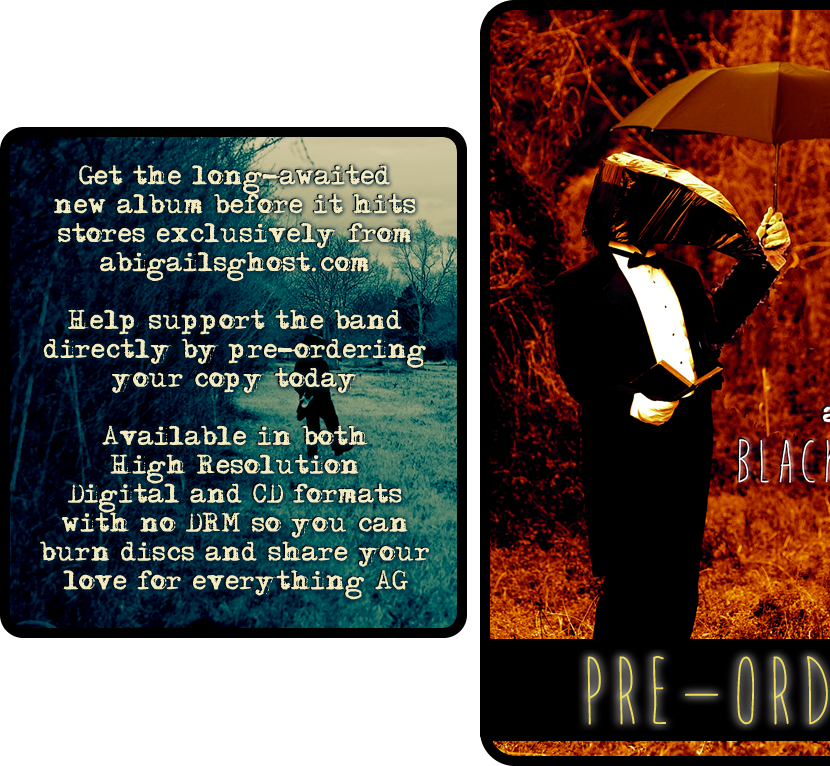 Get the long-awaited
new album before it hits
stores exclusively from
abigailsghost.com
Help support the band
directly by pre-ordering
your copy today
Available in both
High Resolution
Digital and CD formats
with no DRM so you can
burn discs and share your
love for everything AG
a
BLACK
PRE-ORD